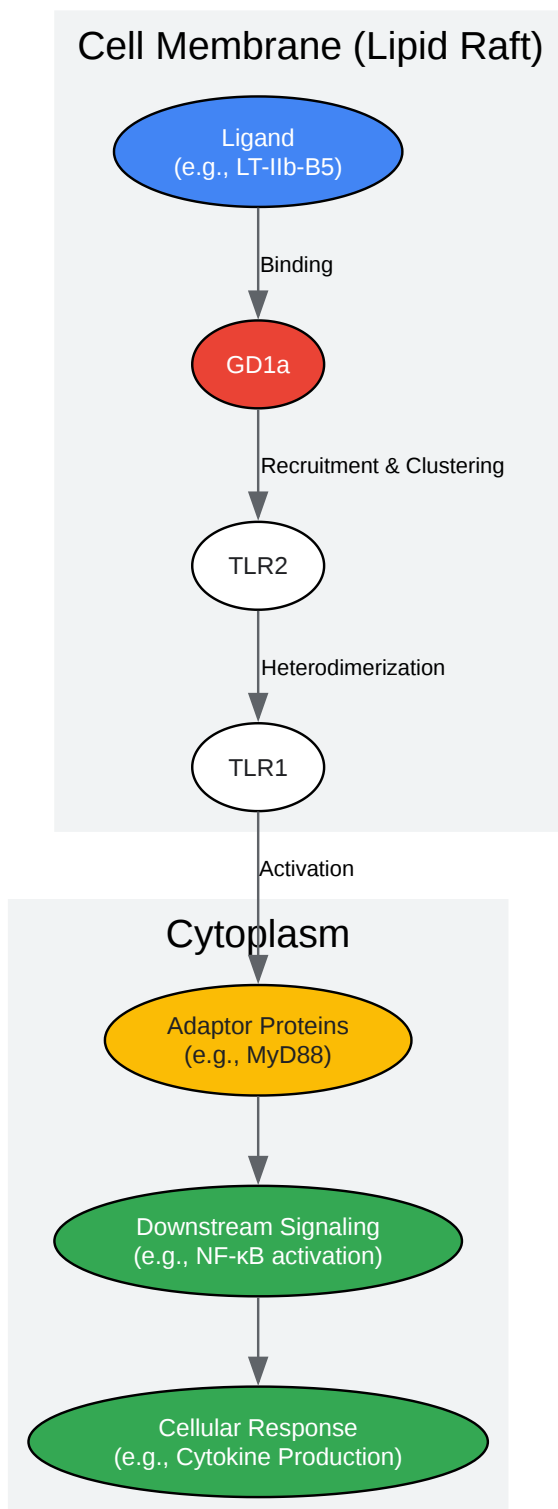 Cell Membrane (Lipid Raft)
Ligand
(e.g., LT-IIb-B5)
Binding
GD1a
Recruitment & Clustering
TLR2
Heterodimerization
TLR1
Activation
Cytoplasm
Adaptor Proteins
(e.g., MyD88)
Downstream Signaling
(e.g., NF-κB activation)
Cellular Response
(e.g., Cytokine Production)